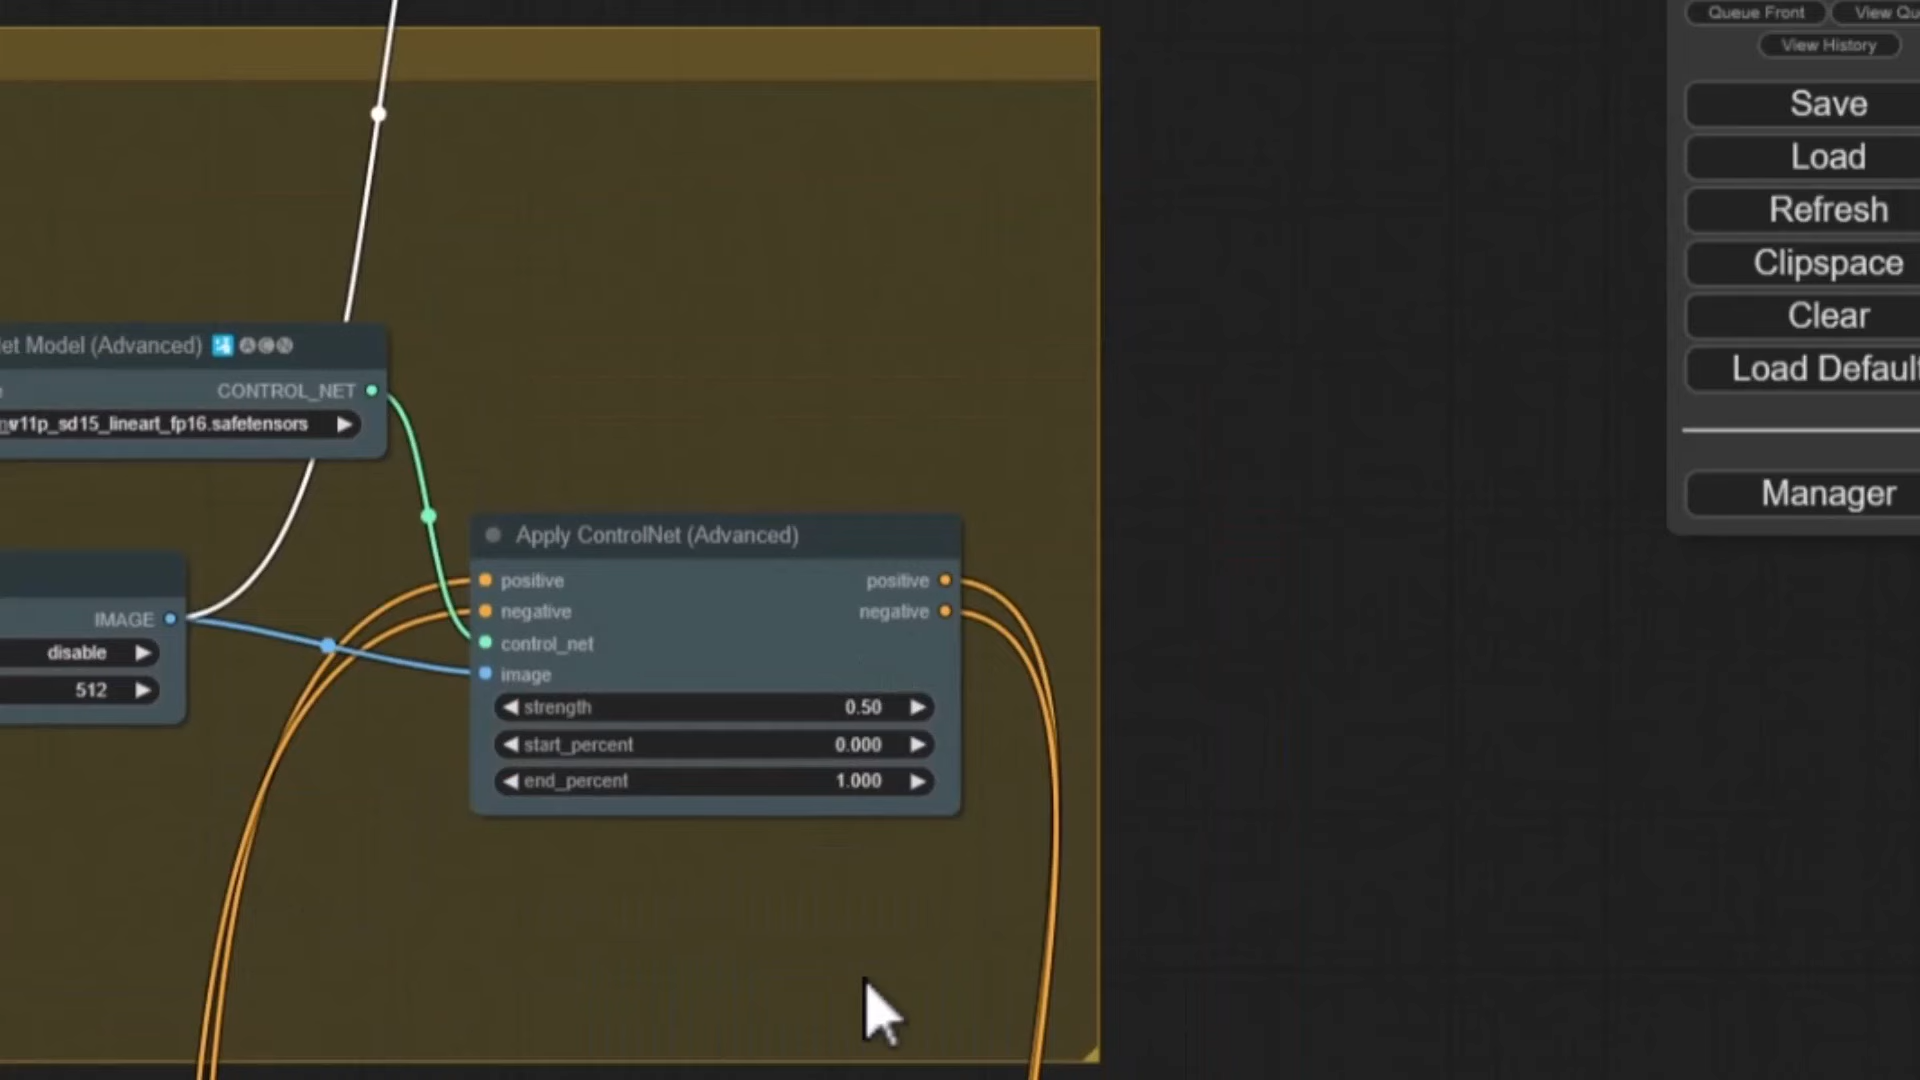 Queue Front
View Qu
View History
Save
Load
Refresh
Clipspace
Clear
Load Default
Manager
et Model (Advanced)
CONTROL_NET
v11p_sd15_lineart_fp16.safetensors
IMAGE
disable
512
Apply ControlNet (Advanced)
positive positive
negative negative
control_net
image
strength 0.50
start_percent 0.000
end_percent 1.000